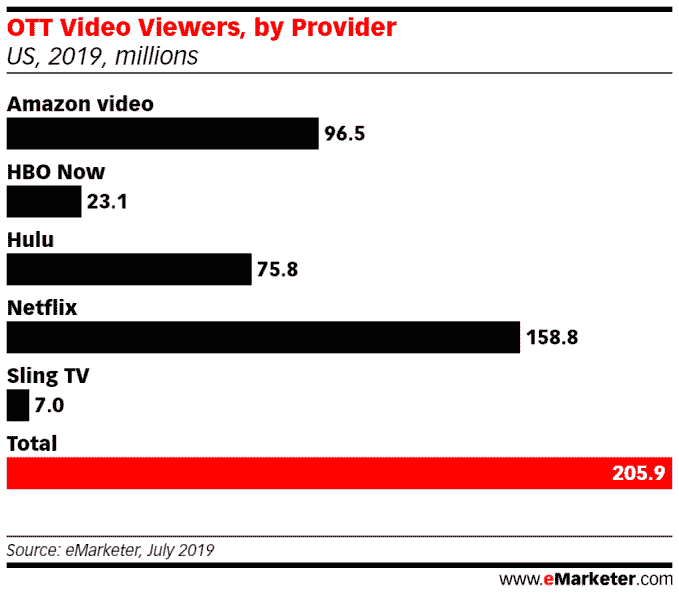 OTT Video Viewers, by Provider
US, 2019, millions
Amazon video
96.5
HBO Now
23.1
Hulu
75.8
Netflix
158.8
Sling TV
7.0
Total
205.9
Source: eMarketer, July 2019
www.eMarketer.com